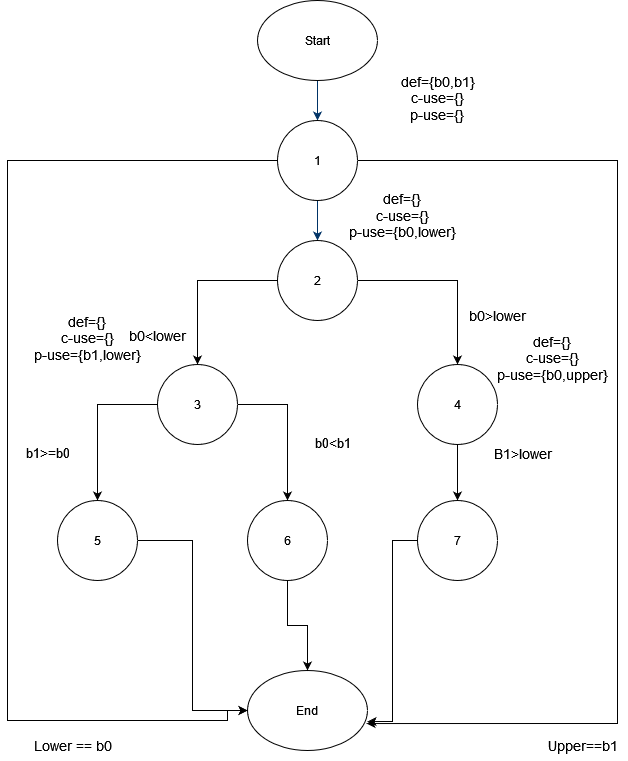 Start
def={b0,b1}
c-use={}
p-use={}
1
def={}
c-use={}
p-use={b0,lower}
2
def={}
c-use={}
p-use={b1,lower}
b0<lower
b0>lower
def={}
c-use={}
p-use={b0,upper}
3
4
b1>=b0
b0<b1
B1>lower
5
6
7
End
Lower == b0
Upper==b1